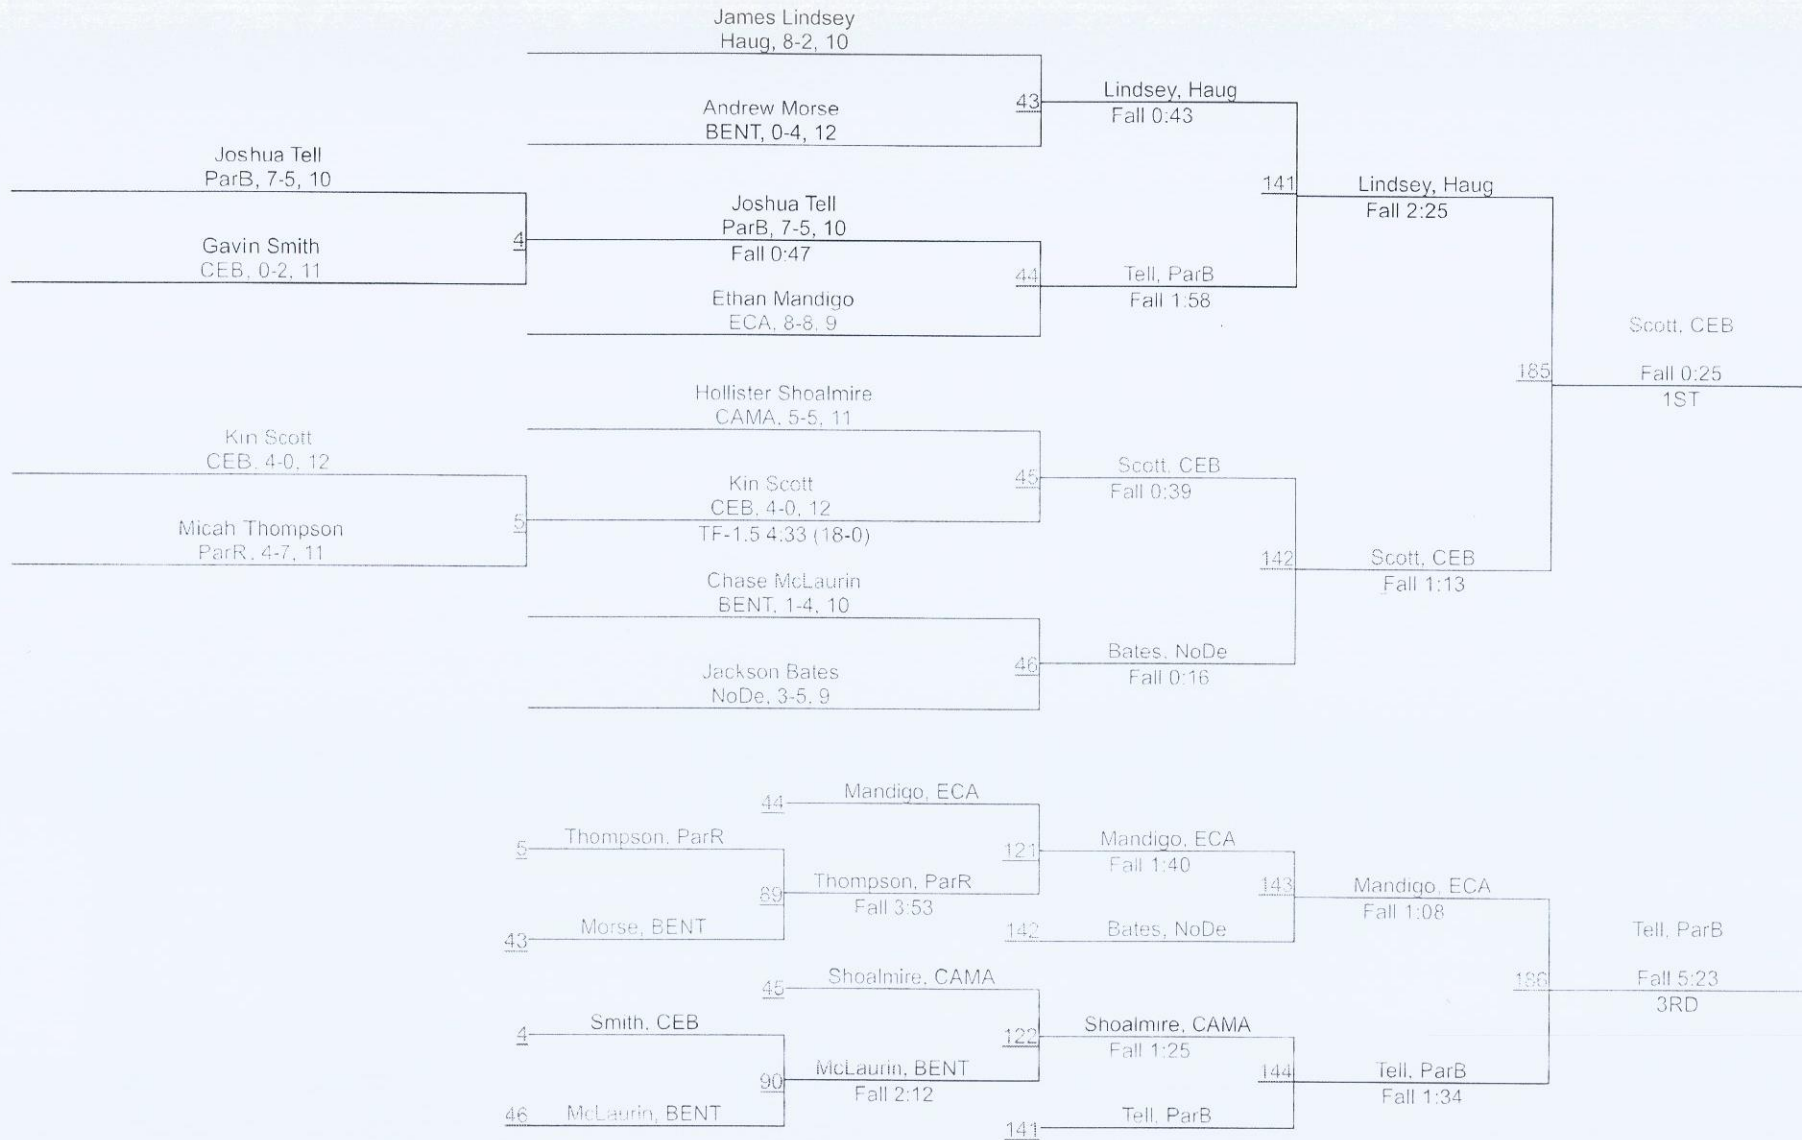 James Lindsey
Haug, 8-2, 10
43
Lindsey, Haug
Fall 0:43
Andrew Morse
BENT, 0-4, 12
Joshua Tell
ParB, 7-5, 10
141
Lindsey, Haug
Fall 2:25
4
Joshua Tell
ParB, 7-5, 10
Fall 0:47
Gavin Smith
CEB, 0-2, 11
44
Tell, ParB
Fall 1:58
Ethan Mandigo
ECA, 8-8, 9
185
Scott, CEB
Fall 0:25
1ST
Hollister Shoalmire
CAMA, 5-5, 11
Kin Scott
CEB, 4-0, 12
45
Scott, CEB
Fall 0:39
5
Kin Scott
CEB, 4-0, 12
TF-1.5 4:33 (18-0)
Micah Thompson
ParR, 4-7, 11
142
Scott, CEB
Fall 1:13
Chase McLaurin
BENT, 1-4, 10
46
Bates, NoDe
Fall 0:16
Jackson Bates
NoDe, 3-5, 9
44
Mandigo, ECA
5
Thompson, ParR
121
Mandigo, ECA
Fall 1:40
89
Thompson, ParR
Fall 3:53
143
Mandigo, ECA
Fall 1:08
43
Morse, BENT
142
Bates, NoDe
45
Shoalmire, CAMA
186
Tell, ParB
Fall 5:23
3RD
4
Smith, CEB
122
Shoalmire, CAMA
Fall 1:25
90
McLaurin, BENT
Fall 2:12
144
Tell, ParB
Fall 1:34
46
McLaurin, BENT
141
Tell, ParB